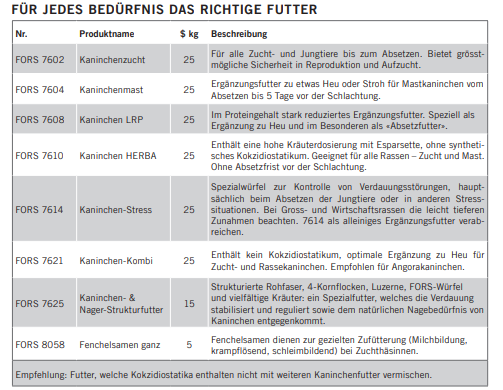 FÜR JEDES BEDÜRFNIS DAS RICHTIGE FUTTER
Nr. Produktname $ kg Beschreibung
FORS 7602 Kaninchenzucht 25 Für alle Zucht- und Jungtiere bis zum Absetzen. Bietet grösst-
mögliche Sicherheit in Reproduktion und Aufzucht.
FORS 7604 Kaninchenmast 25 Ergänzungsfutter zu etwas Heu oder Stroh für Mastkaninchen vom
Absetzen bis 5 Tage vor der Schlachtung.
FORS 7608 Kaninchen LRP 25 Im Proteingehalt stark reduziertes Ergänzungsfutter. Speziell als
Ergänzung zu Heu und im Besonderen als «Absetzfutter».
FORS 7610 Kaninchen HERBA 25 Enthält eine hohe Kräuterdosierung mit Esparsette, ohne syntheti-
sches Kokzidiostatikum. Geeignet für alle Rassen – Zucht und Mast.
Ohne Absetzfrist vor der Schlachtung.
FORS 7614 Kaninchen-Stress 25 Spezialwürfel zur Kontrolle von Verdauungsstörungen, haupt-
sächlich beim Absetzen der Jungtiere oder in anderen Stress-
situationen. Bei Gross- und Wirtschaftsrassen die leicht tieferen
Zunahmen beachten. 7614 als alleiniges Ergänzungsfutter verab-
reichen.
FORS 7621 Kaninchen-Kombi 25 Enthält kein Kokzidiostatikum, optimale Ergänzung zu Heu für
Zucht- und Rassekaninchen. Empfohlen für Angorakaninchen.
FORS 7625 Kaninchen- &
Nager-Strukturfutter 15 Strukturierte Rohfaser, 4-Kornflocken, Luzerne, FORS-Würfel
und vielfältige Kräuter: ein Spezialfutter, welches die Verdauung
stabilisiert und reguliert sowie dem natürlichen Nagebedürfnis von
Kaninchen entgegenkommt.
FORS 8058 Fenchelsamen ganz 5 Fenchelsamen dienen zur gezielten Zufütterung (Milchbildung,
krampflösend, schleimbildend) bei Zuchthäsinnen.
Empfehlung: Futter, welche Kokzidiostatika enthalten nicht mit weiteren Kaninchenfutter vermischen.